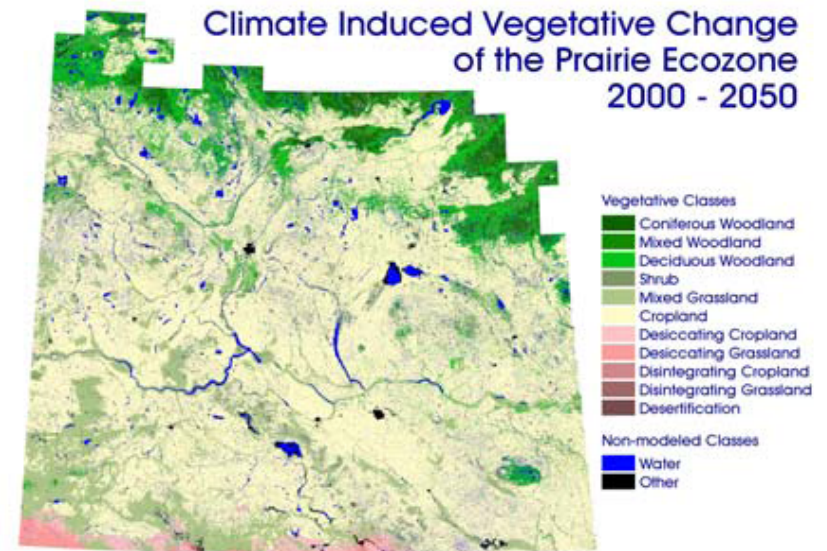 Climate Induced Vegetative Change
of the Prairie Ecozone
2000 - 2050
Vegetative Classes
Coniferous Woodland
Mixed Woodland
Deciduous Woodland
Shrub
Mixed Grassland
Cropland
Desiccating Cropland
Desiccating Grassland
Disintegrating Cropland
Disintegrating Grassland
Desertification
Non-modeled Classes
Water
Other